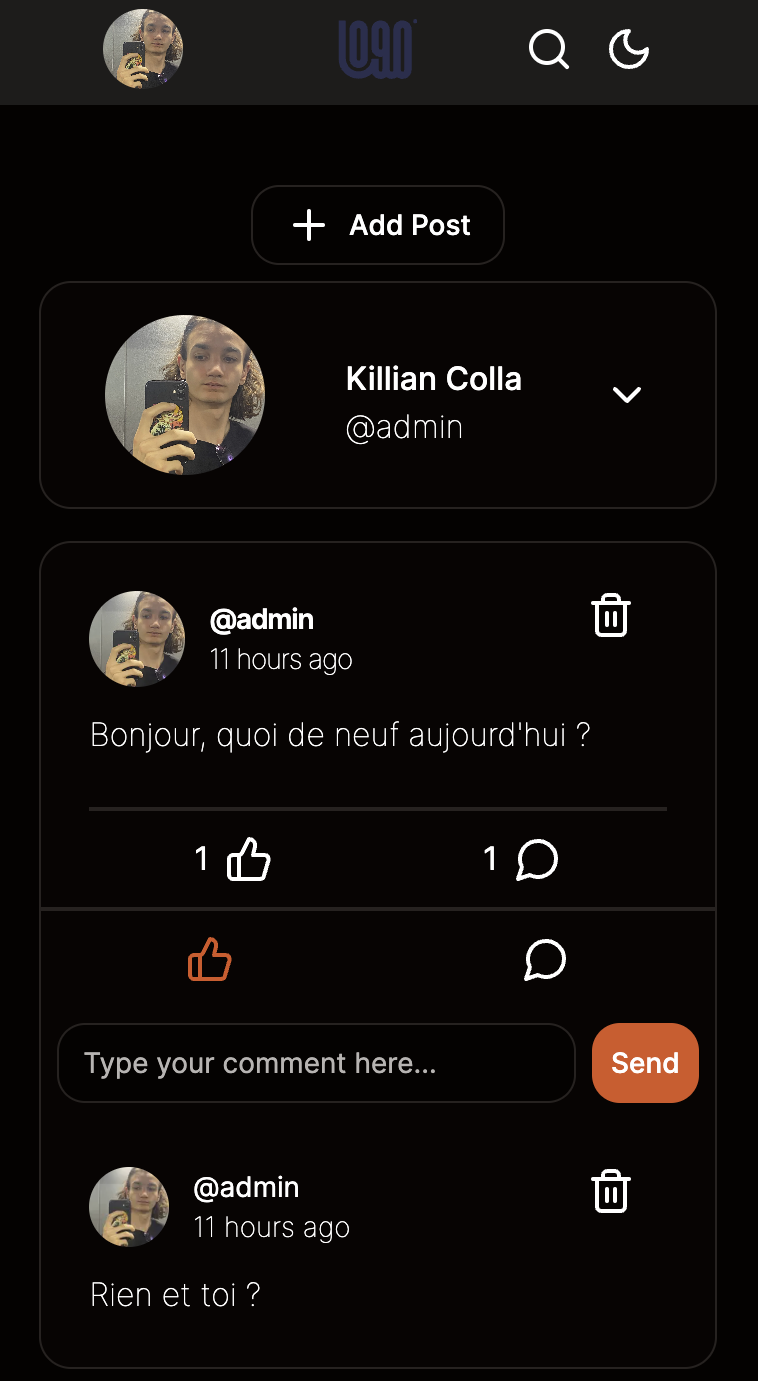 LOGO
Add Post
Killian Colla
@admin
@admin
11 hours ago
Bonjour, quoi de neuf aujourd'hui ?
1
1
Type your comment here...
Send
@admin
11 hours ago
Rien et toi ?